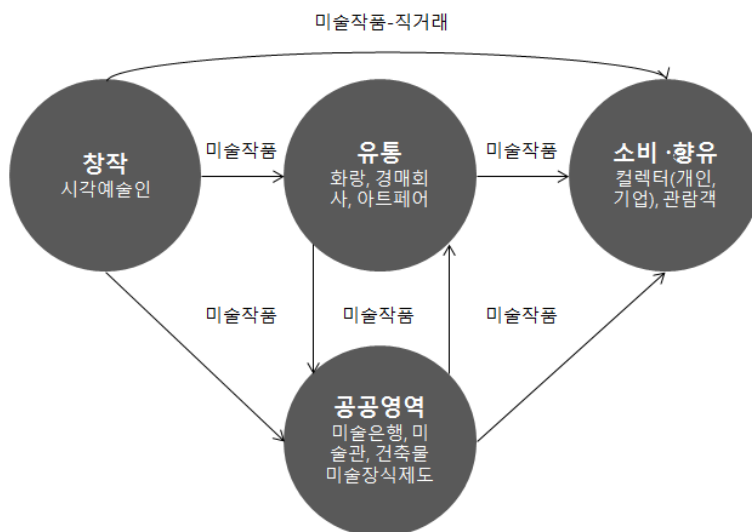 미술작품-직거래
창작
시각예술인
미술작품
유통
화랑, 경매회
사, 아트페어
미술작품
소비 ·향유
컬렉터(개인,
기업), 관람객
미술작품
미술작품
미술작품
공공영역
미술은행, 미
술관, 건축물
미술장식제도